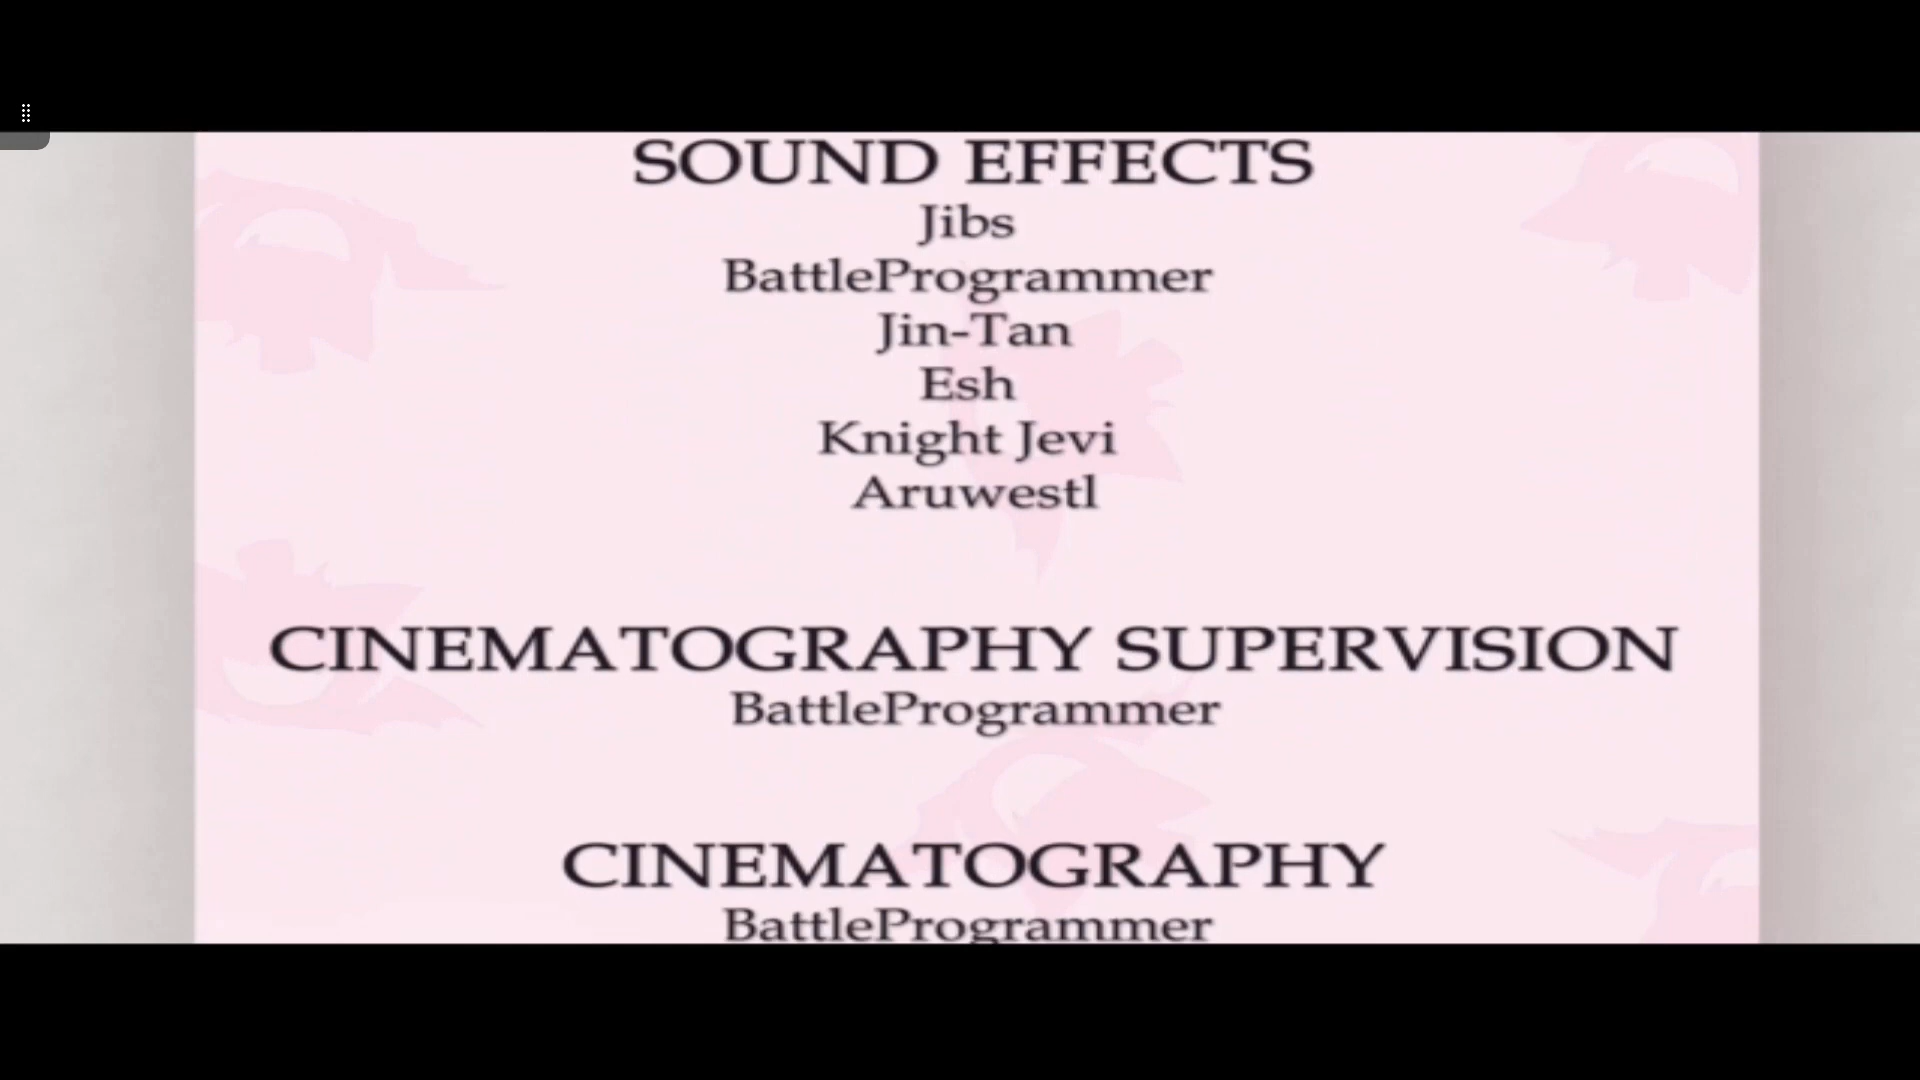 SOUND EFFECTS
Jibs
BattleProgrammer
Jin-Tan
Esh
Knight Jevi
Aruwestl
CINEMATOGRAPHY SUPERVISION
BattleProgrammer
CINEMATOGRAPHY
BattleProgrammer